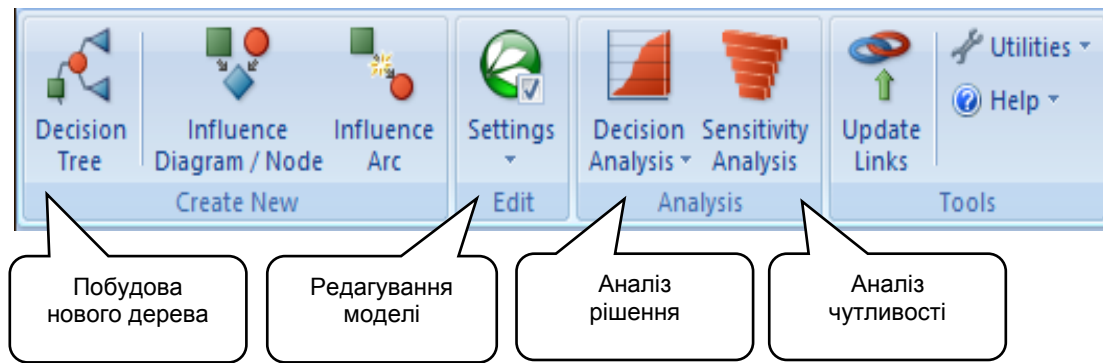 Decision
Tree
Influence
Diagram / Node
Influence
Arc
Create New
Settings
Edit
Decision
Analysis
Sensitivity
Analysis
Analysis
Update
Links
Utilities
Help
Tools
Побудова
нового дерева
Редагування
моделі
Аналіз
рішення
Аналіз
чутливості